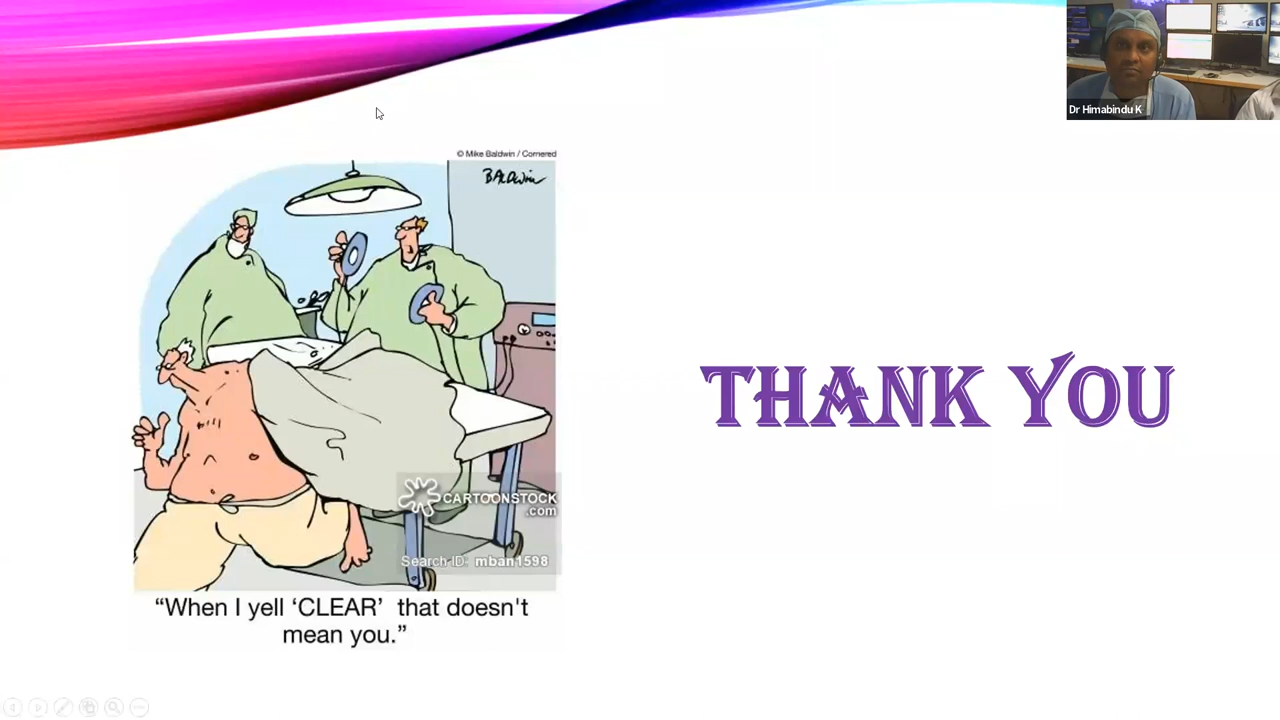 Dr Himabindu K
© Mike Baldwin / Cornered
BALDWIN
THANK YOU
CARTOONSTOCK
.com
Search ID: mban1598
“When I yell ‘CLEAR’ that doesn't
mean you.”